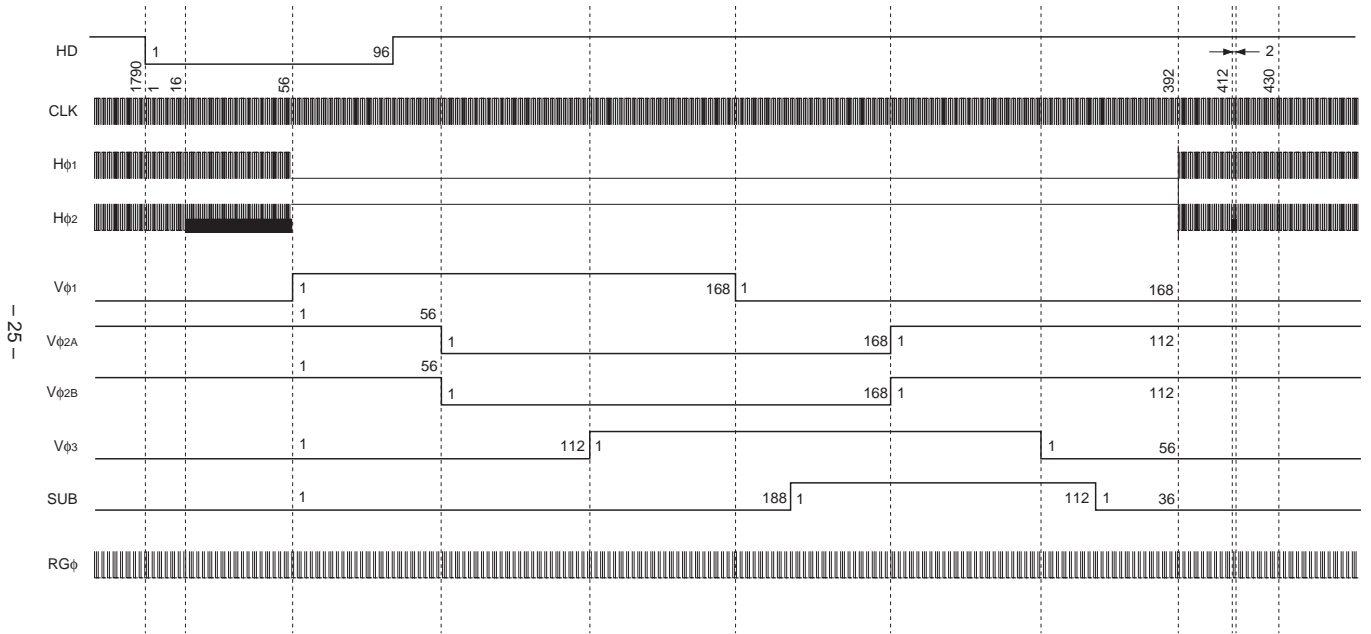 HD 1 96 2
1790 1 16 56 392 412 430
CLK
Hϕ1
Hϕ2
Vϕ1 1 168 1 168
1 56
Vϕ2A 1 168 1 112
1 56
Vϕ2B 1 168 1 112
Vϕ3 1 112 1 1 56
SUB 1 188 1 112 1 36
RGϕ
– 25 –